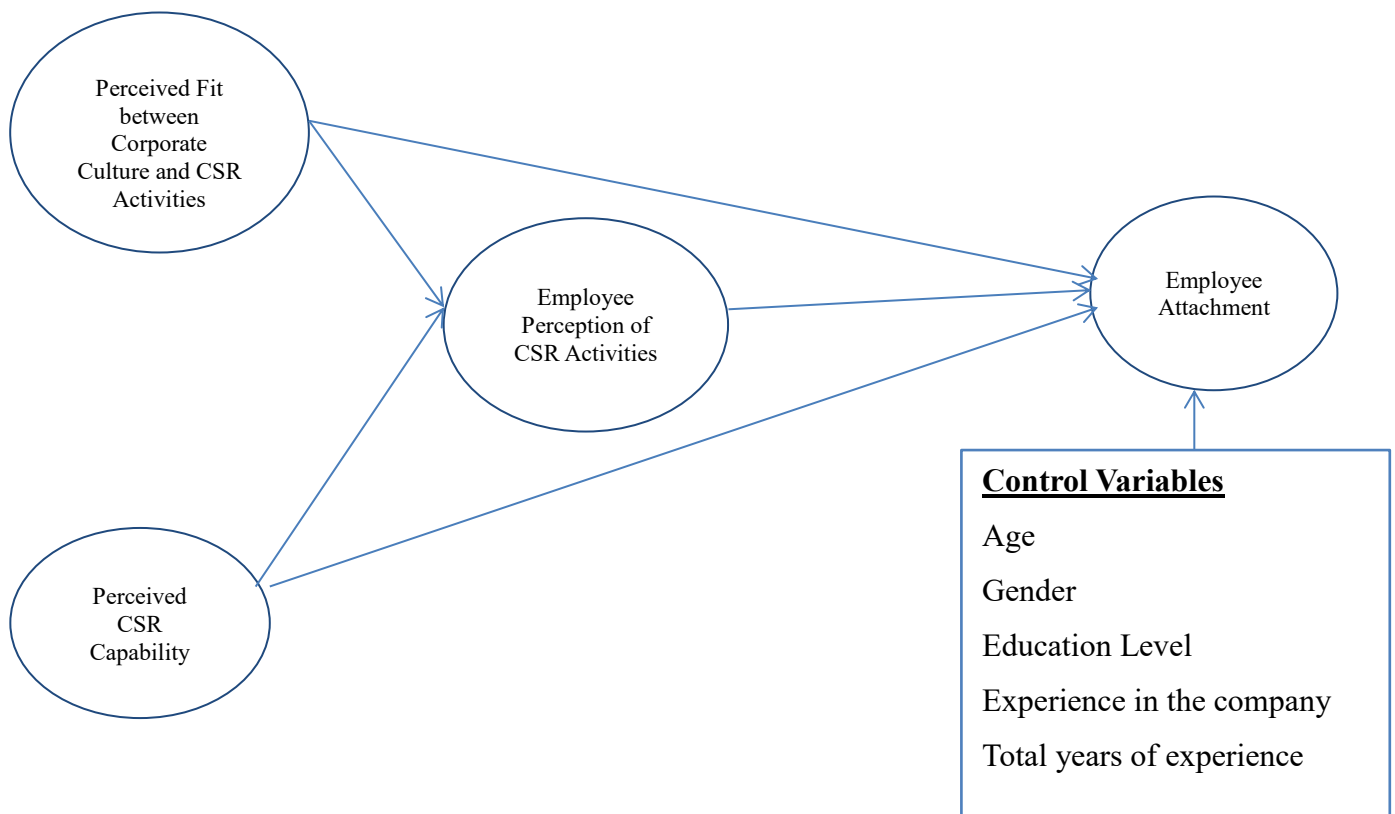 Perceived Fit
between
Corporate
Culture and CSR
Activities
Employee
Perception of
CSR Activities
Employee
Attachment
Perceived
CSR
Capability
Control Variables
Age
Gender
Education Level
Experience in the company
Total years of experience